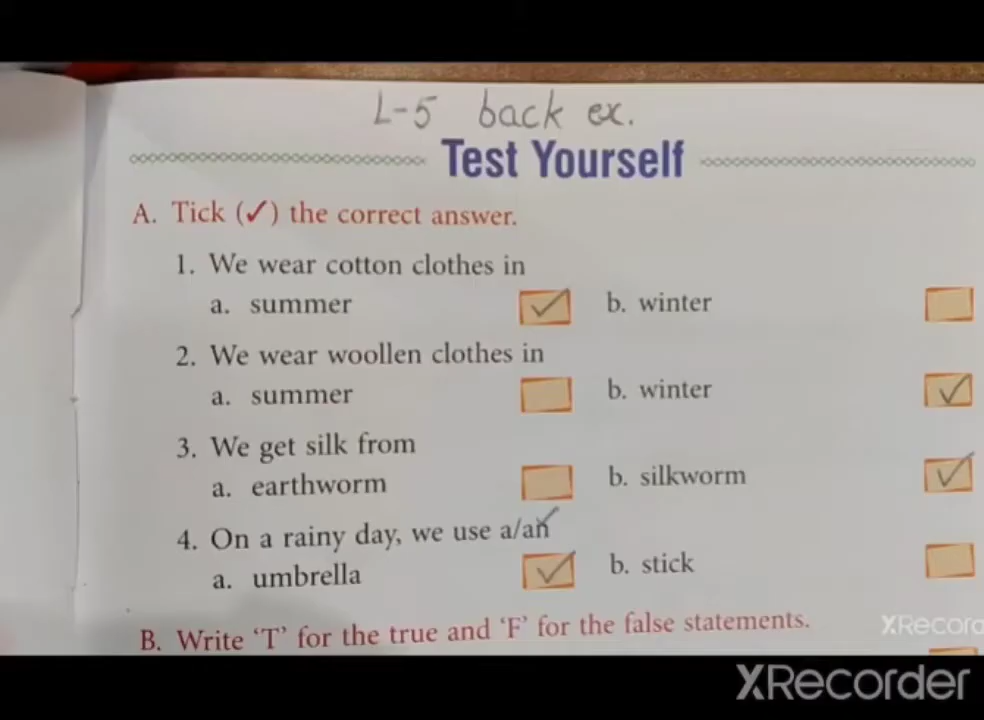 L-5 back ex.
Test Yourself
A. Tick (✓) the correct answer.
1. We wear cotton clothes in
a. summer ✓ b. winter
2. We wear woollen clothes in
a. summer b. winter ✓
3. We get silk from
a. earthworm b. silkworm ✓
4. On a rainy day, we use a/an ✓
a. umbrella ✓ b. stick
B. Write ‘T’ for the true and ‘F’ for the false statements.
XRecord
XRecorder